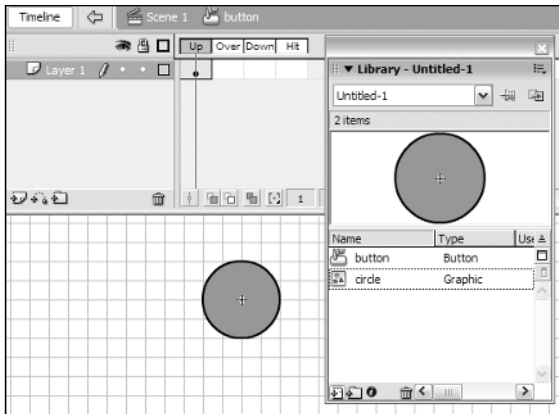 Timeline Scene 1 button
Up Over Down Hit
Layer 1
1
Library - Untitled-1
Untitled-1
2 items
Name Type Use
button Button
circle Graphic